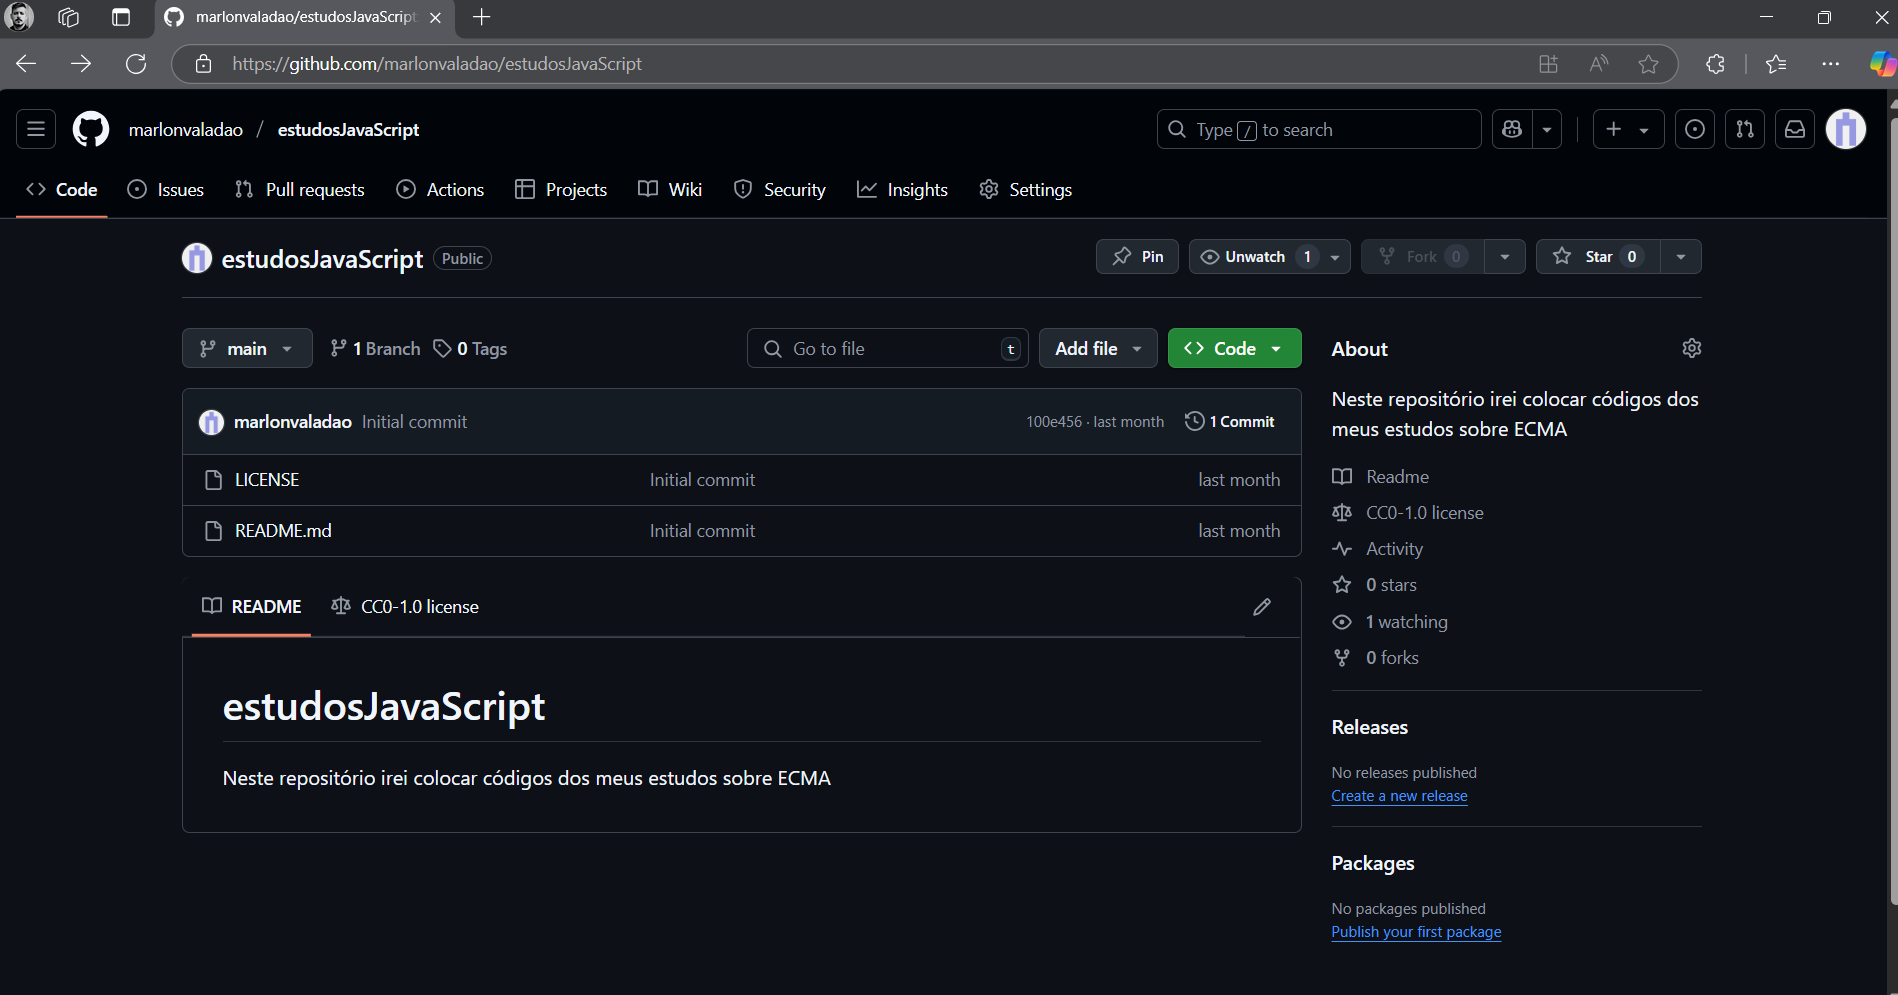 marlonvaladao/estudosJavaScript
https://github.com/marlonvaladao/estudosJavaScript
marlonvaladao / estudosJavaScript
Type / to search
Code Issues Pull requests Actions Projects Wiki Security Insights Settings
estudosJavaScript Public
Pin Unwatch 1 Fork 0 Star 0
main 1 Branch 0 Tags Go to file t Add file Code
marlonvaladao Initial commit 100e456 · last month 1 Commit
LICENSE Initial commit last month
README.md Initial commit last month
README CC0-1.0 license
estudosJavaScript
Neste repositório irei colocar códigos dos meus estudos sobre ECMA
About
Neste repositório irei colocar códigos dos
meus estudos sobre ECMA
Readme
CC0-1.0 license
Activity
0 stars
1 watching
0 forks
Releases
No releases published
Create a new release
Packages
No packages published
Publish your first package